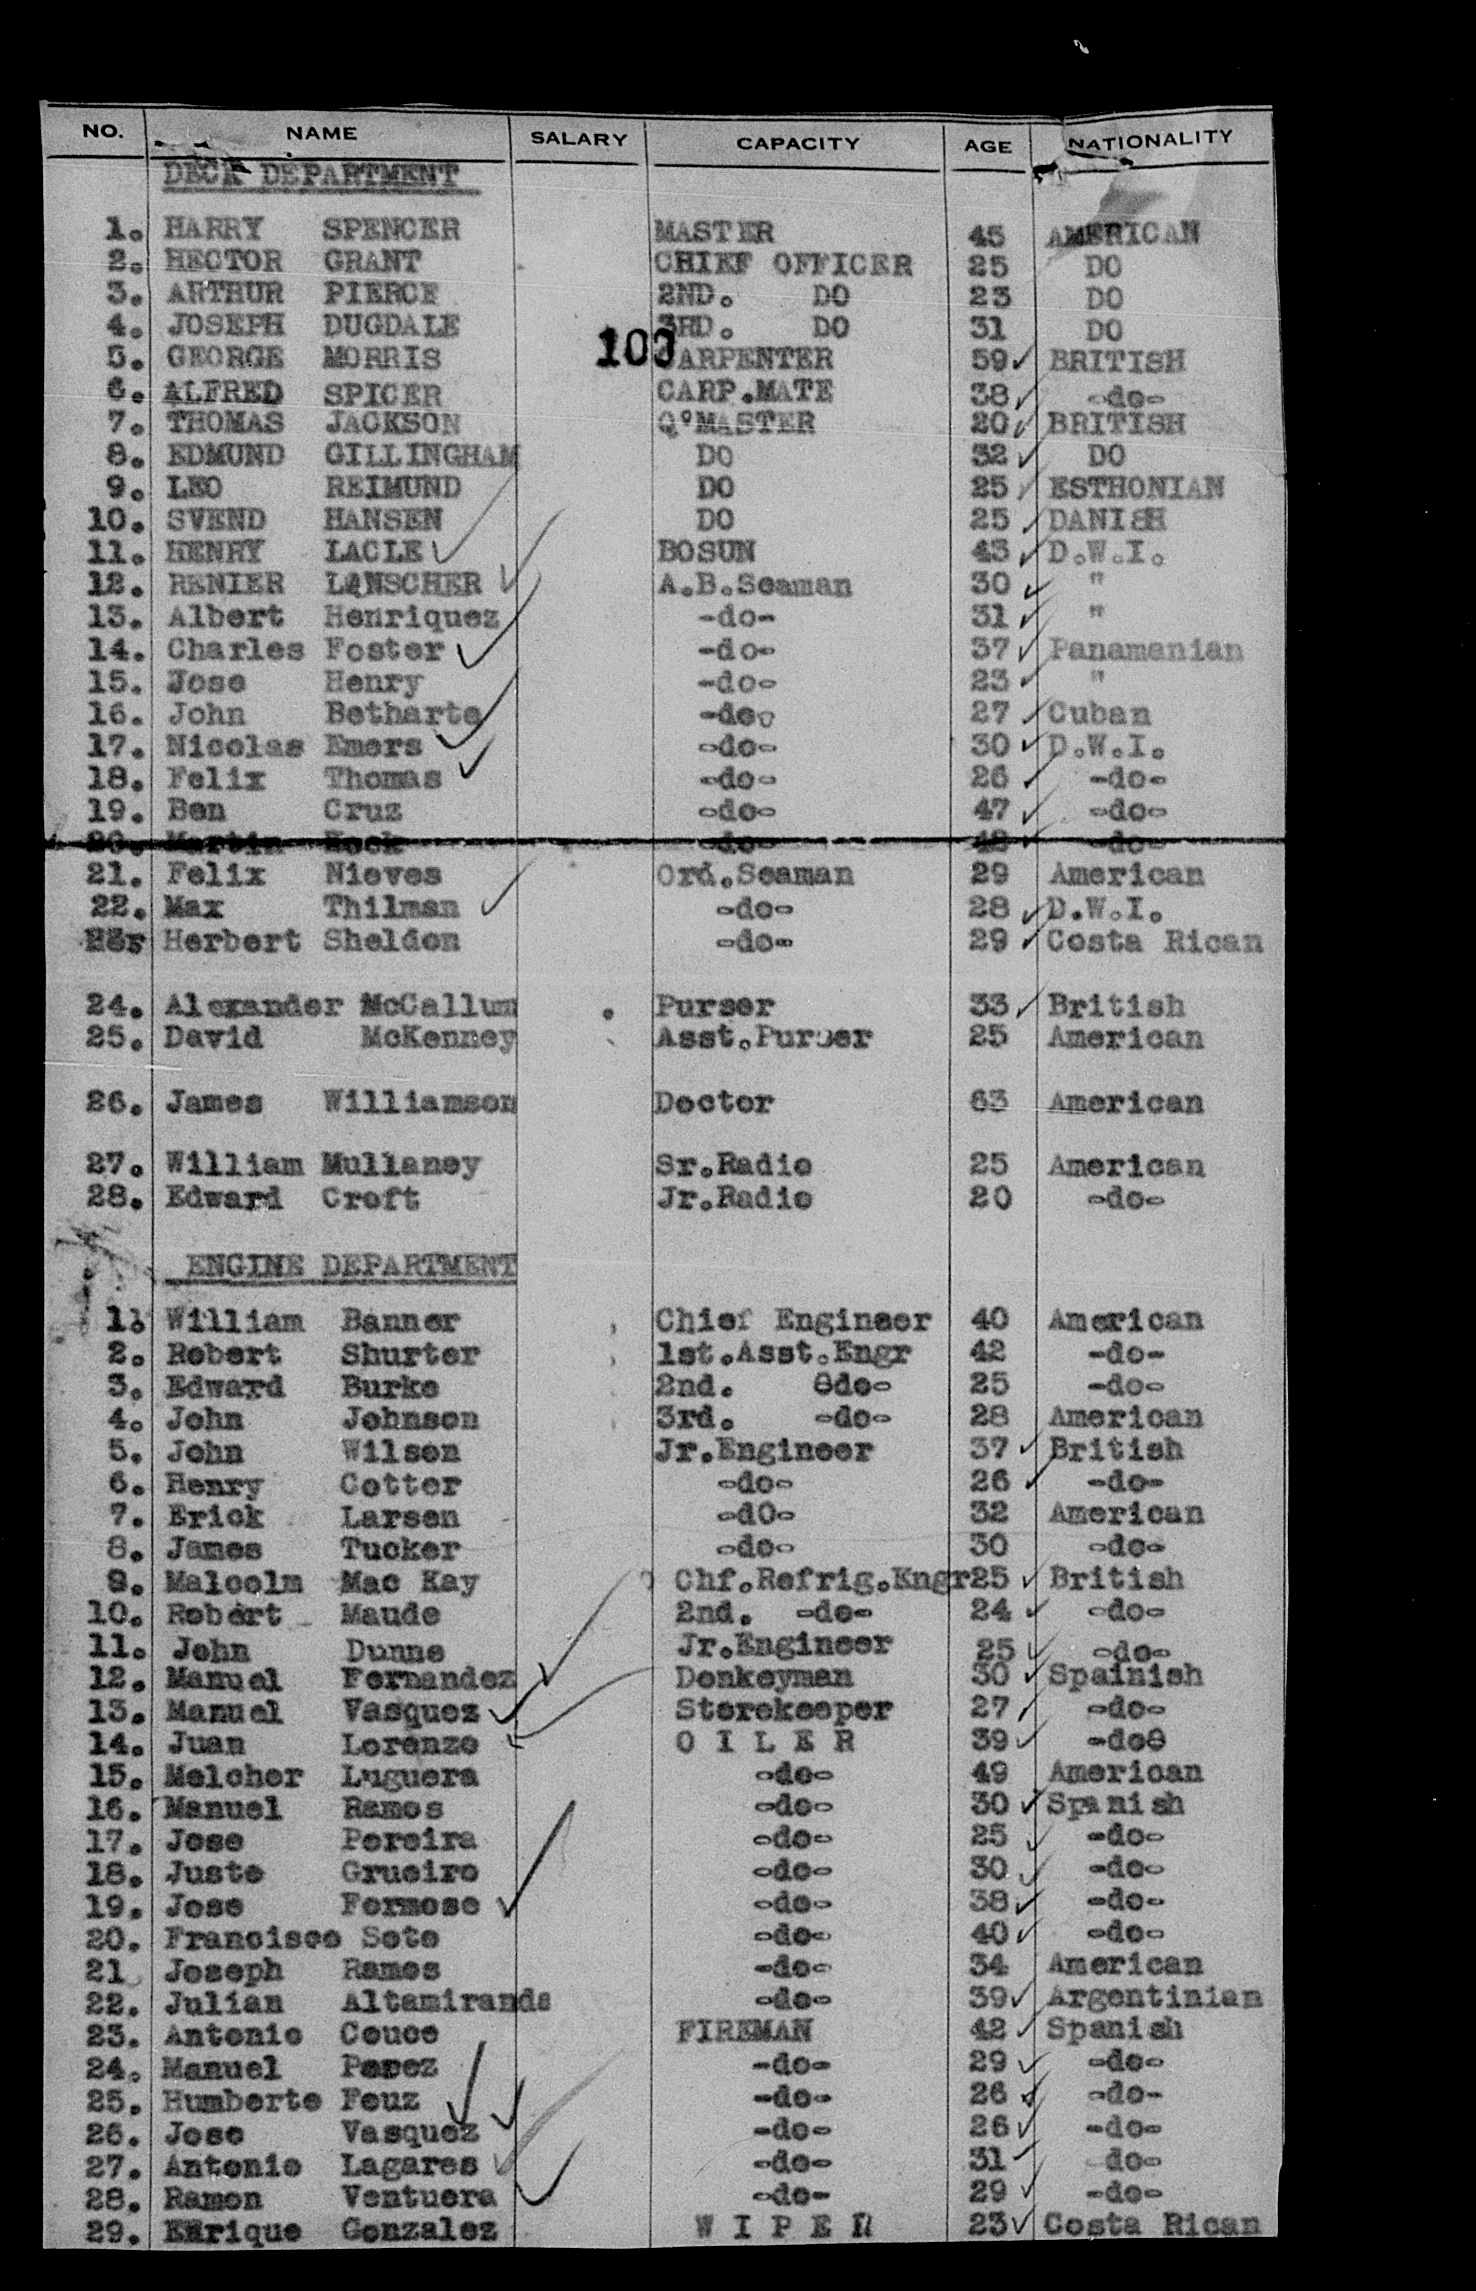 NO. NAME SALARY CAPACITY AGE NATIONALITY
DECK DEPARTMENT
1. HARRY SPENCER MASTER 45 AMERICAN
2. HECTOR GRANT CHIEF OFFICER 25 DO
3. ARTHUR PIERCE 2ND. DO 23 DO
4. JOSEPH DUGDALE 3RD. DO 31 DO
100
5. GEORGE MORRIS CARPENTER 59 BRITISH
6. ALFRED SPICER CARP.MATE 38 -do-
7. THOMAS JACKSON Q°MASTER 20 BRITISH
8. EDMUND GILLINGHAM DO 32 DO
9. LEO REIMUND DO 25 ESTHONIAN
10. SVEND HANSEN DO 25 DANISH
11. HENRY LACLE BOSUN 43 D.W.I.
12. RENIER LANSCHER A.B.Seaman 30 "
13. Albert Henriquez -do- 31 "
14. Charles Foster -do- 37 Panamanian
15. Jose Henry -do- 23 "
16. John Betharte -do- 27 Cuban
17. Nicolas Emers -do- 30 D.W.I.
18. Felix Thomas -do- 26 -do-
19. Ben Cruz -do- 47 -do-
20. Martin Kock -do- 48 -do-
21. Felix Nieves Ord.Seaman 29 American
22. Max Thilman -do- 28 D.W.I.
23. Herbert Sheldon -do- 29 Costa Rican
24. Alexander McCallum Purser 33 British
25. David McKenney Asst.Purser 25 American
26. James Williamson Doctor 63 American
27. William Mullaney Sr.Radio 25 American
28. Edward Croft Jr.Radio 20 -do-
ENGINE DEPARTMENT
1. William Banner Chief Engineer 40 American
2. Robert Shurter 1st.Asst.Engr 42 -do-
3. Edward Burke 2nd. -do- 25 -do-
4. John Johnson 3rd. -do- 28 American
5. John Wilson Jr.Engineer 37 British
6. Henry Cotter -do- 26 -do-
7. Erick Larsen -dO- 32 American
8. James Tucker -do- 30 -do-
9. Malcolm Mac Kay Chf.Refrig.Engr 25 British
10. Robert Maude 2nd. -do- 24 -do-
11. John Dunne Jr.Engineer 25 -do-
12. Manuel Fernandez Donkeyman 30 Spainish
13. Manuel Vasquez Storekeeper 27 -do-
14. Juan Lorenzo O I L E R 39 -do-
15. Melcher Luguera -do- 49 American
16. Manuel Ramos -do- 30 Spanish
17. Jose Pereira -do- 25 -do-
18. Justo Grueiro -do- 30 -do-
19. Jose Formoso -do- 38 -do-
20. Francisco Soto -do- 40 -do-
21 Joseph Ramos -do- 34 American
22. Julian Altamirando -do- 39 Argentinian
23. Antonio Couce FIREMAN 42 Spanish
24. Manuel Perez -do- 29 -do-
25. Humberto Feuz -do- 26 -do-
26. Jose Vasquez -do- 26 -do-
27. Antonio Lagares -do- 31 do-
28. Ramon Ventuera -do- 29 -do-
29. Enrique Gonzalez W I P E R 23 Costa Rican